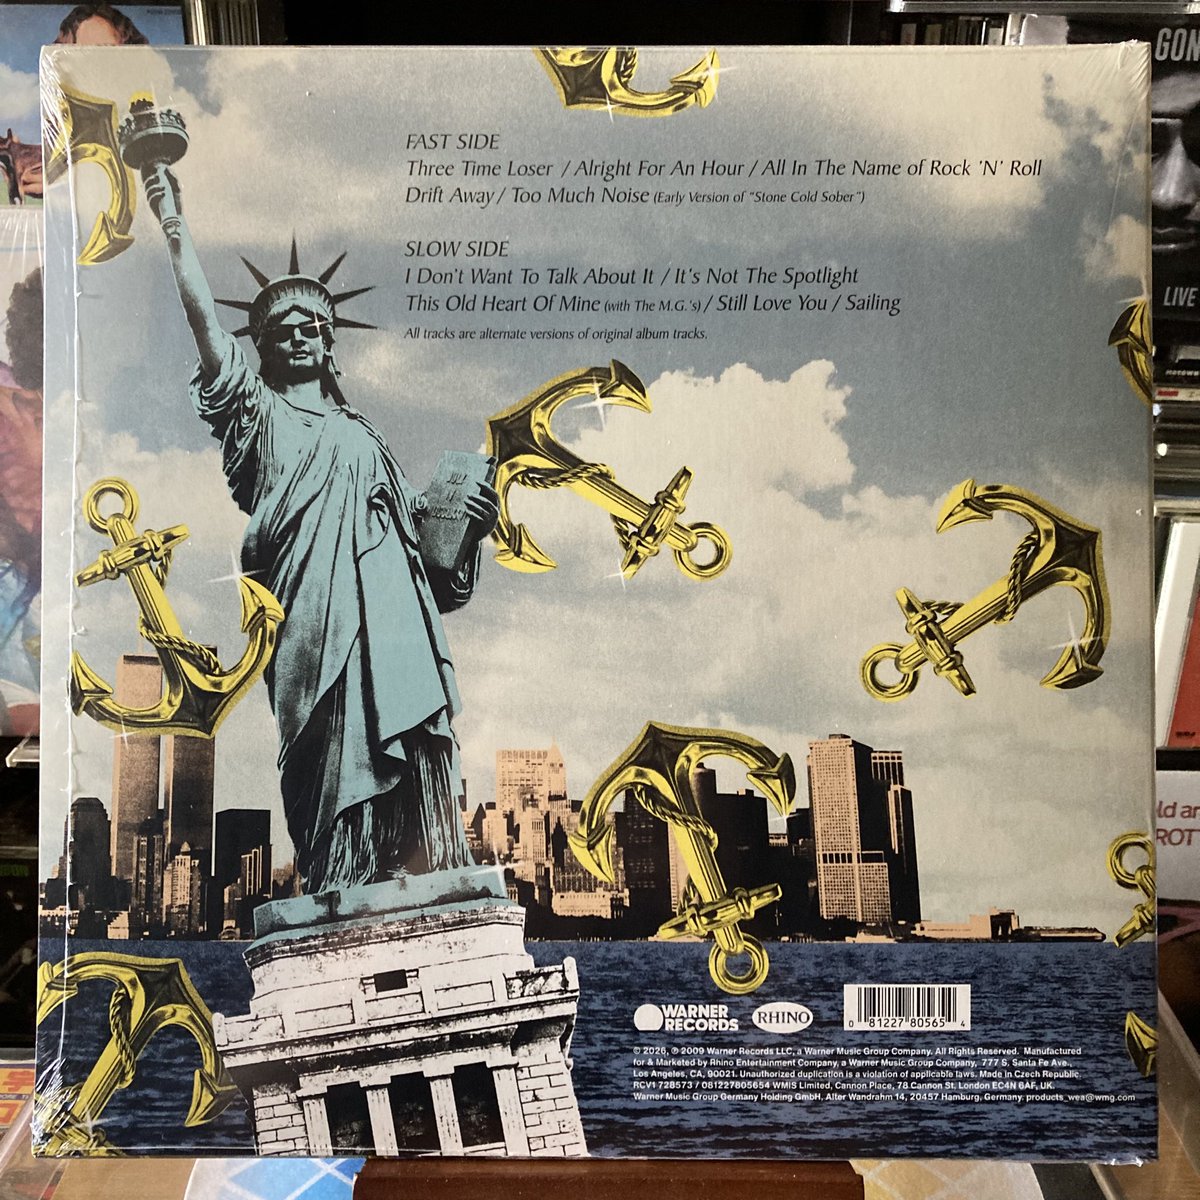 GON
LIVE
FAST SIDE
Three Time Loser / Alright For An Hour / All In The Name of Rock 'N' Roll
Drift Away / Too Much Noise (Early Version of "Stone Cold Sober")
SLOW SIDE
I Don't Want To Talk About It / It's Not The Spotlight
This Old Heart Of Mine (with The M.G.'s) / Still Love You / Sailing
All tracks are alternate versions of original album tracks.
JULY
IV
WARNER
RECORDS
RHINO
0 81227 80565 4
© 2026, ℗ 2009 Warner Records LLC, a Warner Music Group Company. All Rights Reserved. Manufactured
for & Marketed by Rhino Entertainment Company, a Warner Music Group Company, 777 S. Santa Fe Ave.,
Los Angeles, CA, 90021. Unauthorized duplication is a violation of applicable laws. Made in Czech Republic.
RCV1 728573 / 081227805654 WMIS Limited, Cannon Place, 78 Cannon St. London EC4N 6AF, UK.
Warner Music Group Germany Holding GmbH, Alter Wandrahm 14, 20457 Hamburg, Germany. products_wea@wmg.com
ld ar
ROT